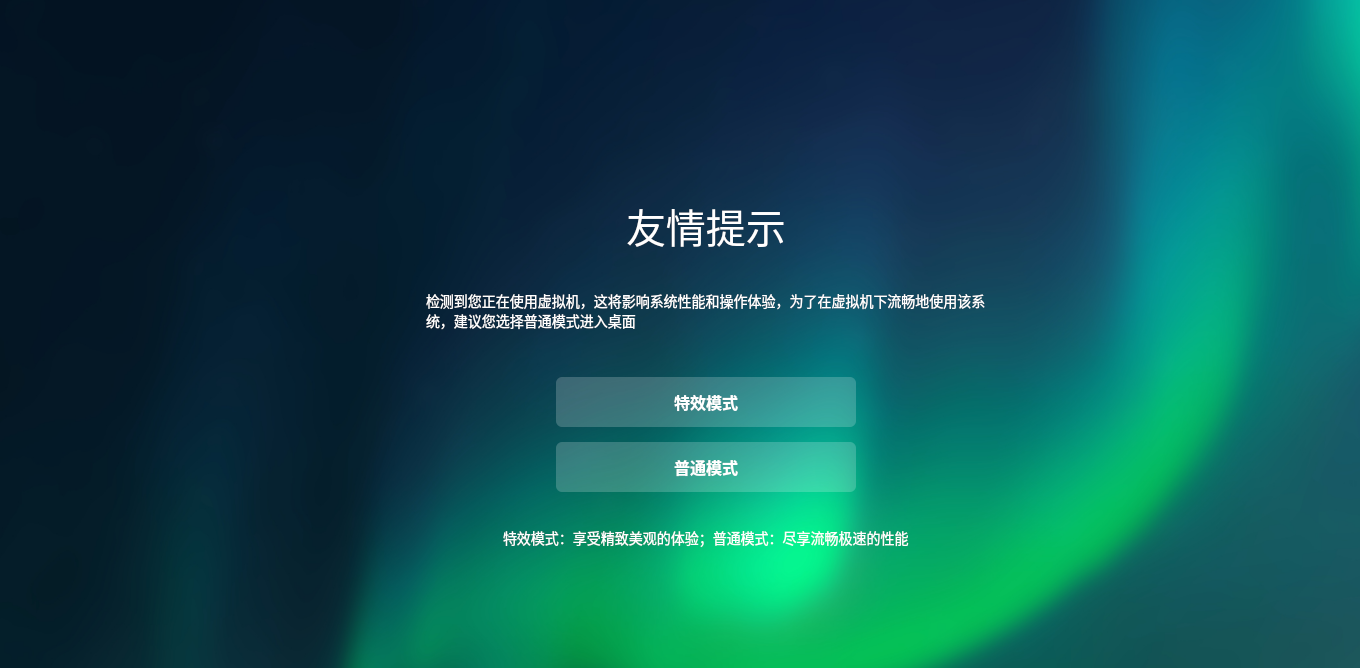 友情提示
检测到您正在使用虚拟机，这将影响系统性能和操作体验，为了在虚拟机下流畅地使用该系
统，建议您选择普通模式进入桌面
特效模式
普通模式
特效模式：享受精致美观的体验；普通模式：尽享流畅极速的性能